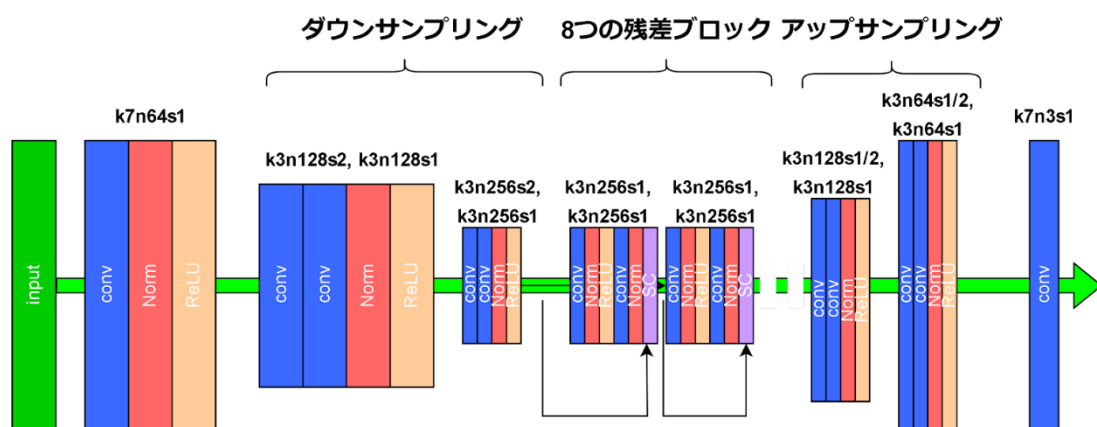 ダウンサンプリング
8つの残差ブロック
アップサンプリング
k7n64s1
k3n128s2, k3n128s1
k3n256s2,
k3n256s1
k3n256s1,
k3n256s1
k3n256s1,
k3n256s1
k3n128s1/2,
k3n128s1
k3n64s1/2,
k3n64s1
k7n3s1
input
conv
Norm
ReLU
conv
conv
Norm
ReLU
conv
conv
Norm
ReLU
conv
Norm
ReLU
conv
Norm
SC
conv
Norm
ReLU
conv
Norm
SC
conv
conv
Norm
ReLU
conv
conv
Norm
ReLU
conv